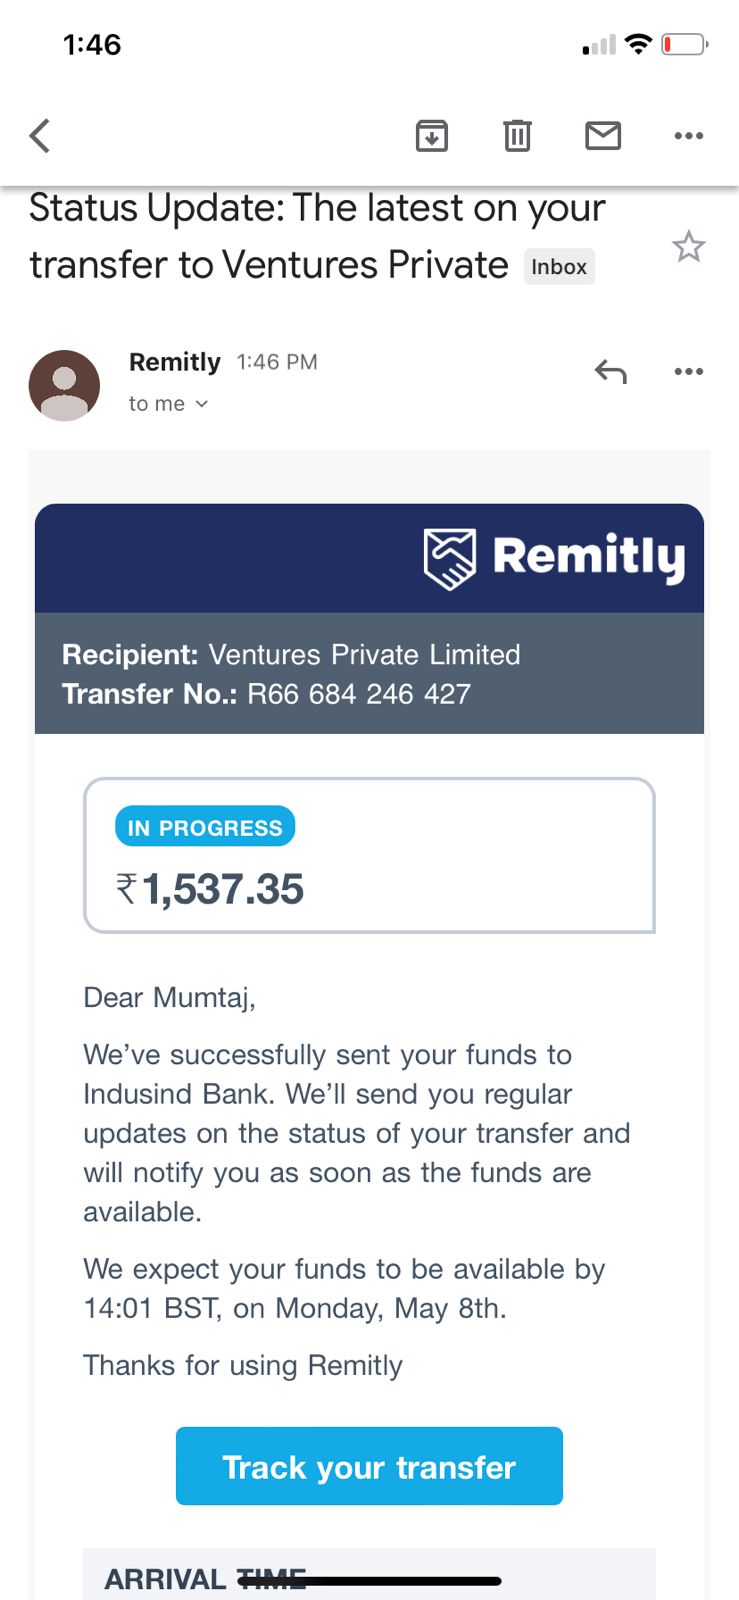 1:46
Status Update: The latest on your
transfer to Ventures Private Inbox
Remitly 1:46 PM
to me
Remitly
Recipient: Ventures Private Limited
Transfer No.: R66 684 246 427
IN PROGRESS
₹1,537.35
Dear Mumtaj,
We've successfully sent your funds to
Indusind Bank. We'll send you regular
updates on the status of your transfer and
will notify you as soon as the funds are
available.
We expect your funds to be available by
14:01 BST, on Monday, May 8th.
Thanks for using Remitly
Track your transfer
ARRIVAL TIME